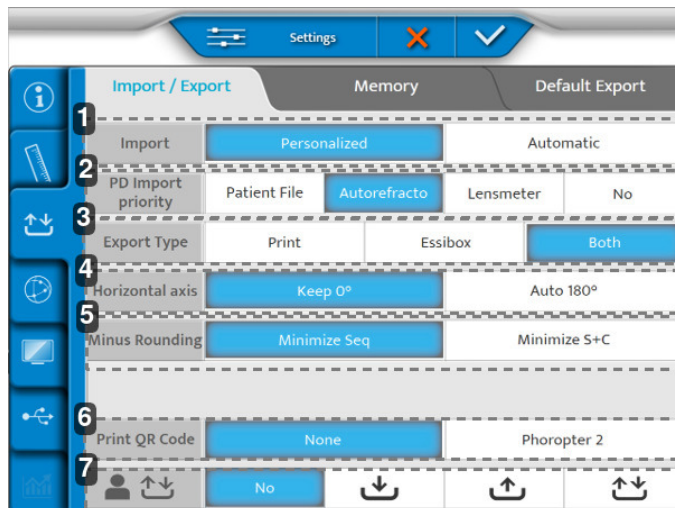 Settings
Import / Export Memory Default Export
1
Import Personalized Automatic
2
PD Import
priority Patient File Autorefracto Lensmeter No
3
Export Type Print Essibox Both
4
Horizontal axis Keep 0° Auto 180°
5
Minus Rounding Minimize Seq Minimize S+C
6
Print QR Code None Phoropter 2
7
No